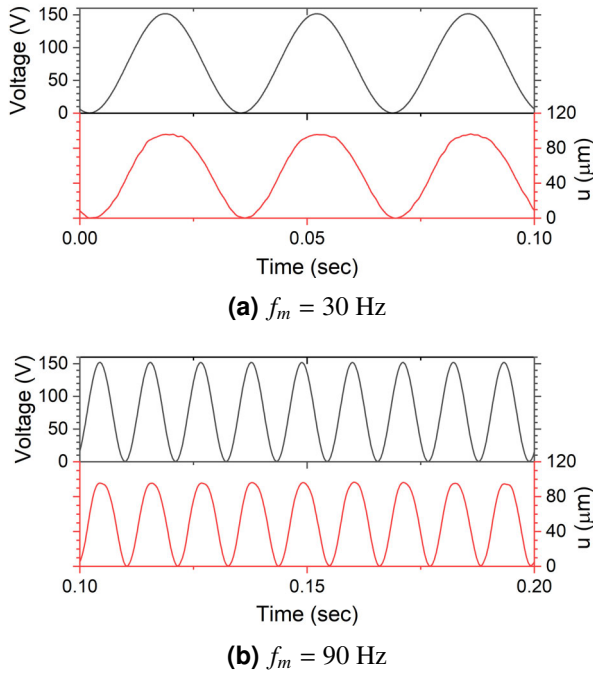 Voltage (V)
150
100
50
0
120
80
40
0
u (μm)
0.00
0.05
0.10
Time (sec)
(a) fₘ = 30 Hz
Voltage (V)
150
100
50
0
120
80
40
0
u (μm)
0.10
0.15
0.20
Time (sec)
(b) fₘ = 90 Hz